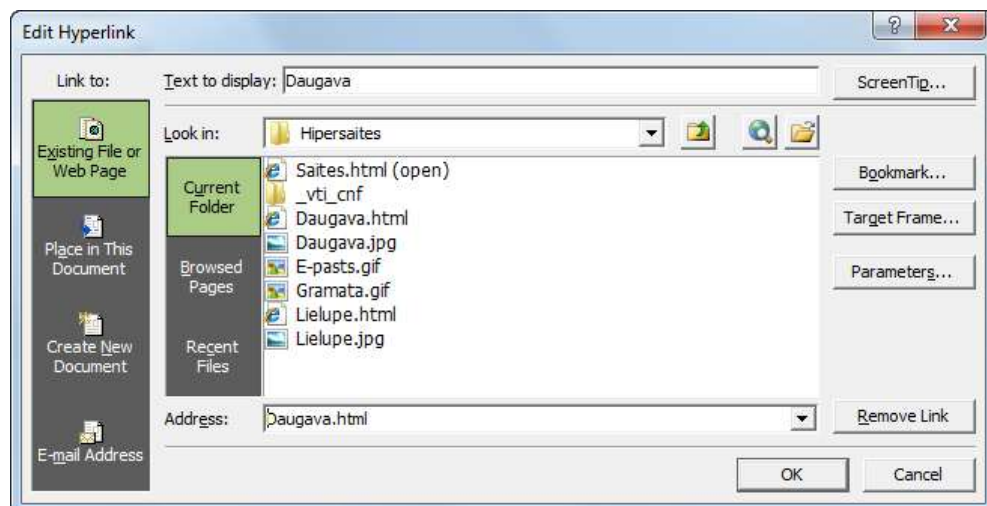 Edit Hyperlink
Link to:
Text to display: Daugava
ScreenTip...
Existing File or
Web Page
Place in This
Document
Create New
Document
E-mail Address
Look in:
Hipersaites
Current
Folder
Browsed
Pages
Recent
Files
Saites.html (open)
_vti_cnf
Daugava.html
Daugava.jpg
E-pasts.gif
Gramata.gif
Lielupe.html
Lielupe.jpg
Bookmark...
Target Frame...
Parameters...
Address:
Daugava.html
Remove Link
OK
Cancel